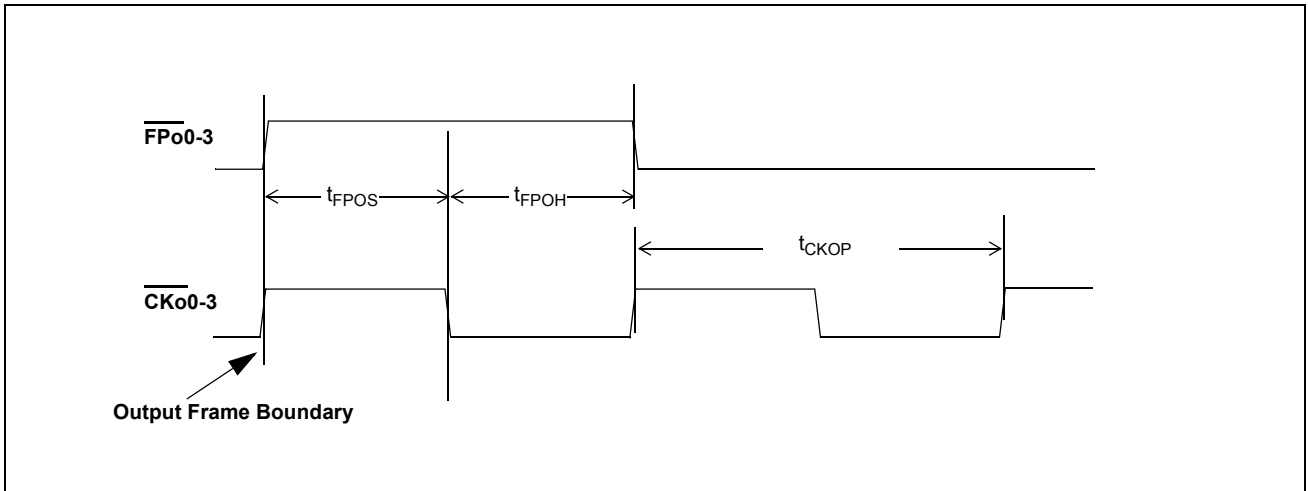 FPo0-3
tFPOS
tFPOH
tCKOP
CKo0-3
Output Frame Boundary